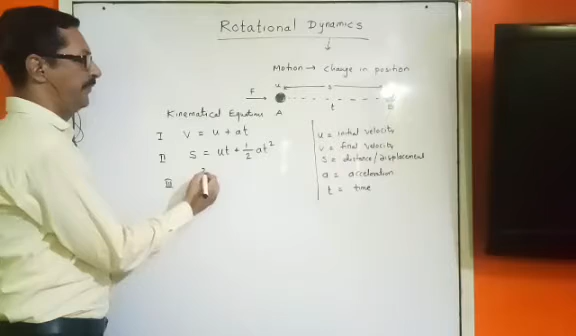 Rotational Dynamics
Motion → change in position
u s
F
A t B
Kinematical Equation
I v = u + at
II s = ut + 1/2 at²
III
u = initial velocity
v = final velocity
s = distance/displacement
a = acceleration
t = time